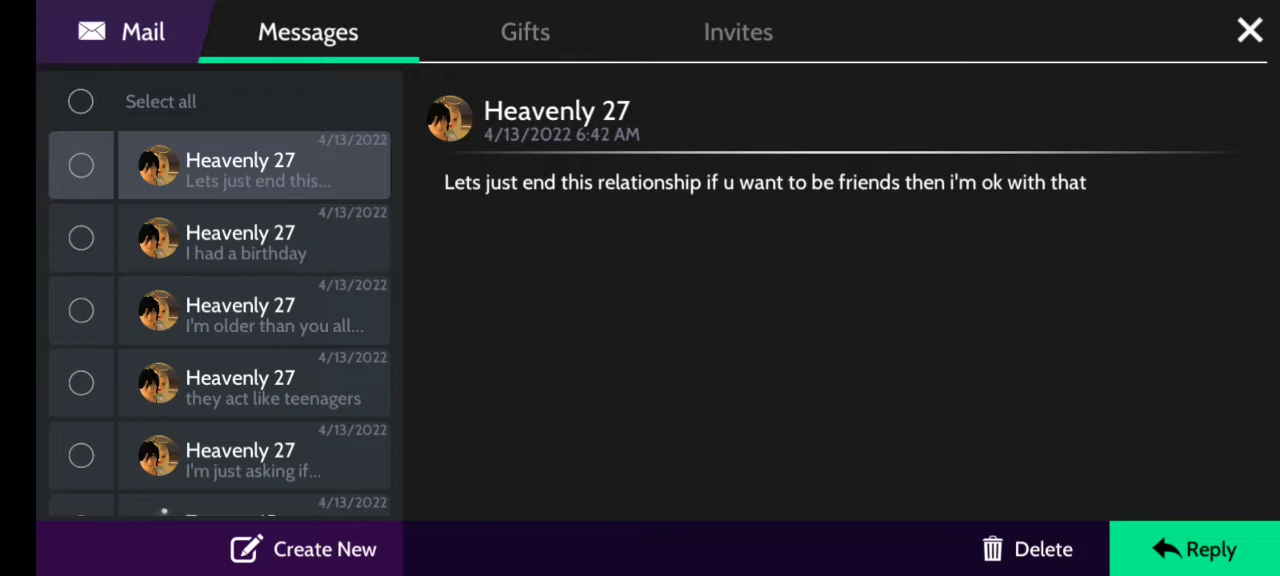 Mail
Messages
Gifts
Invites
Select all
4/13/2022
Heavenly 27
Lets just end this...
4/13/2022
Heavenly 27
I had a birthday
4/13/2022
Heavenly 27
I'm older than you all...
4/13/2022
Heavenly 27
they act like teenagers
4/13/2022
Heavenly 27
I'm just asking if...
4/13/2022
Create New
Heavenly 27
4/13/2022 6:42 AM
Lets just end this relationship if u want to be friends then i'm ok with that
Delete
Reply